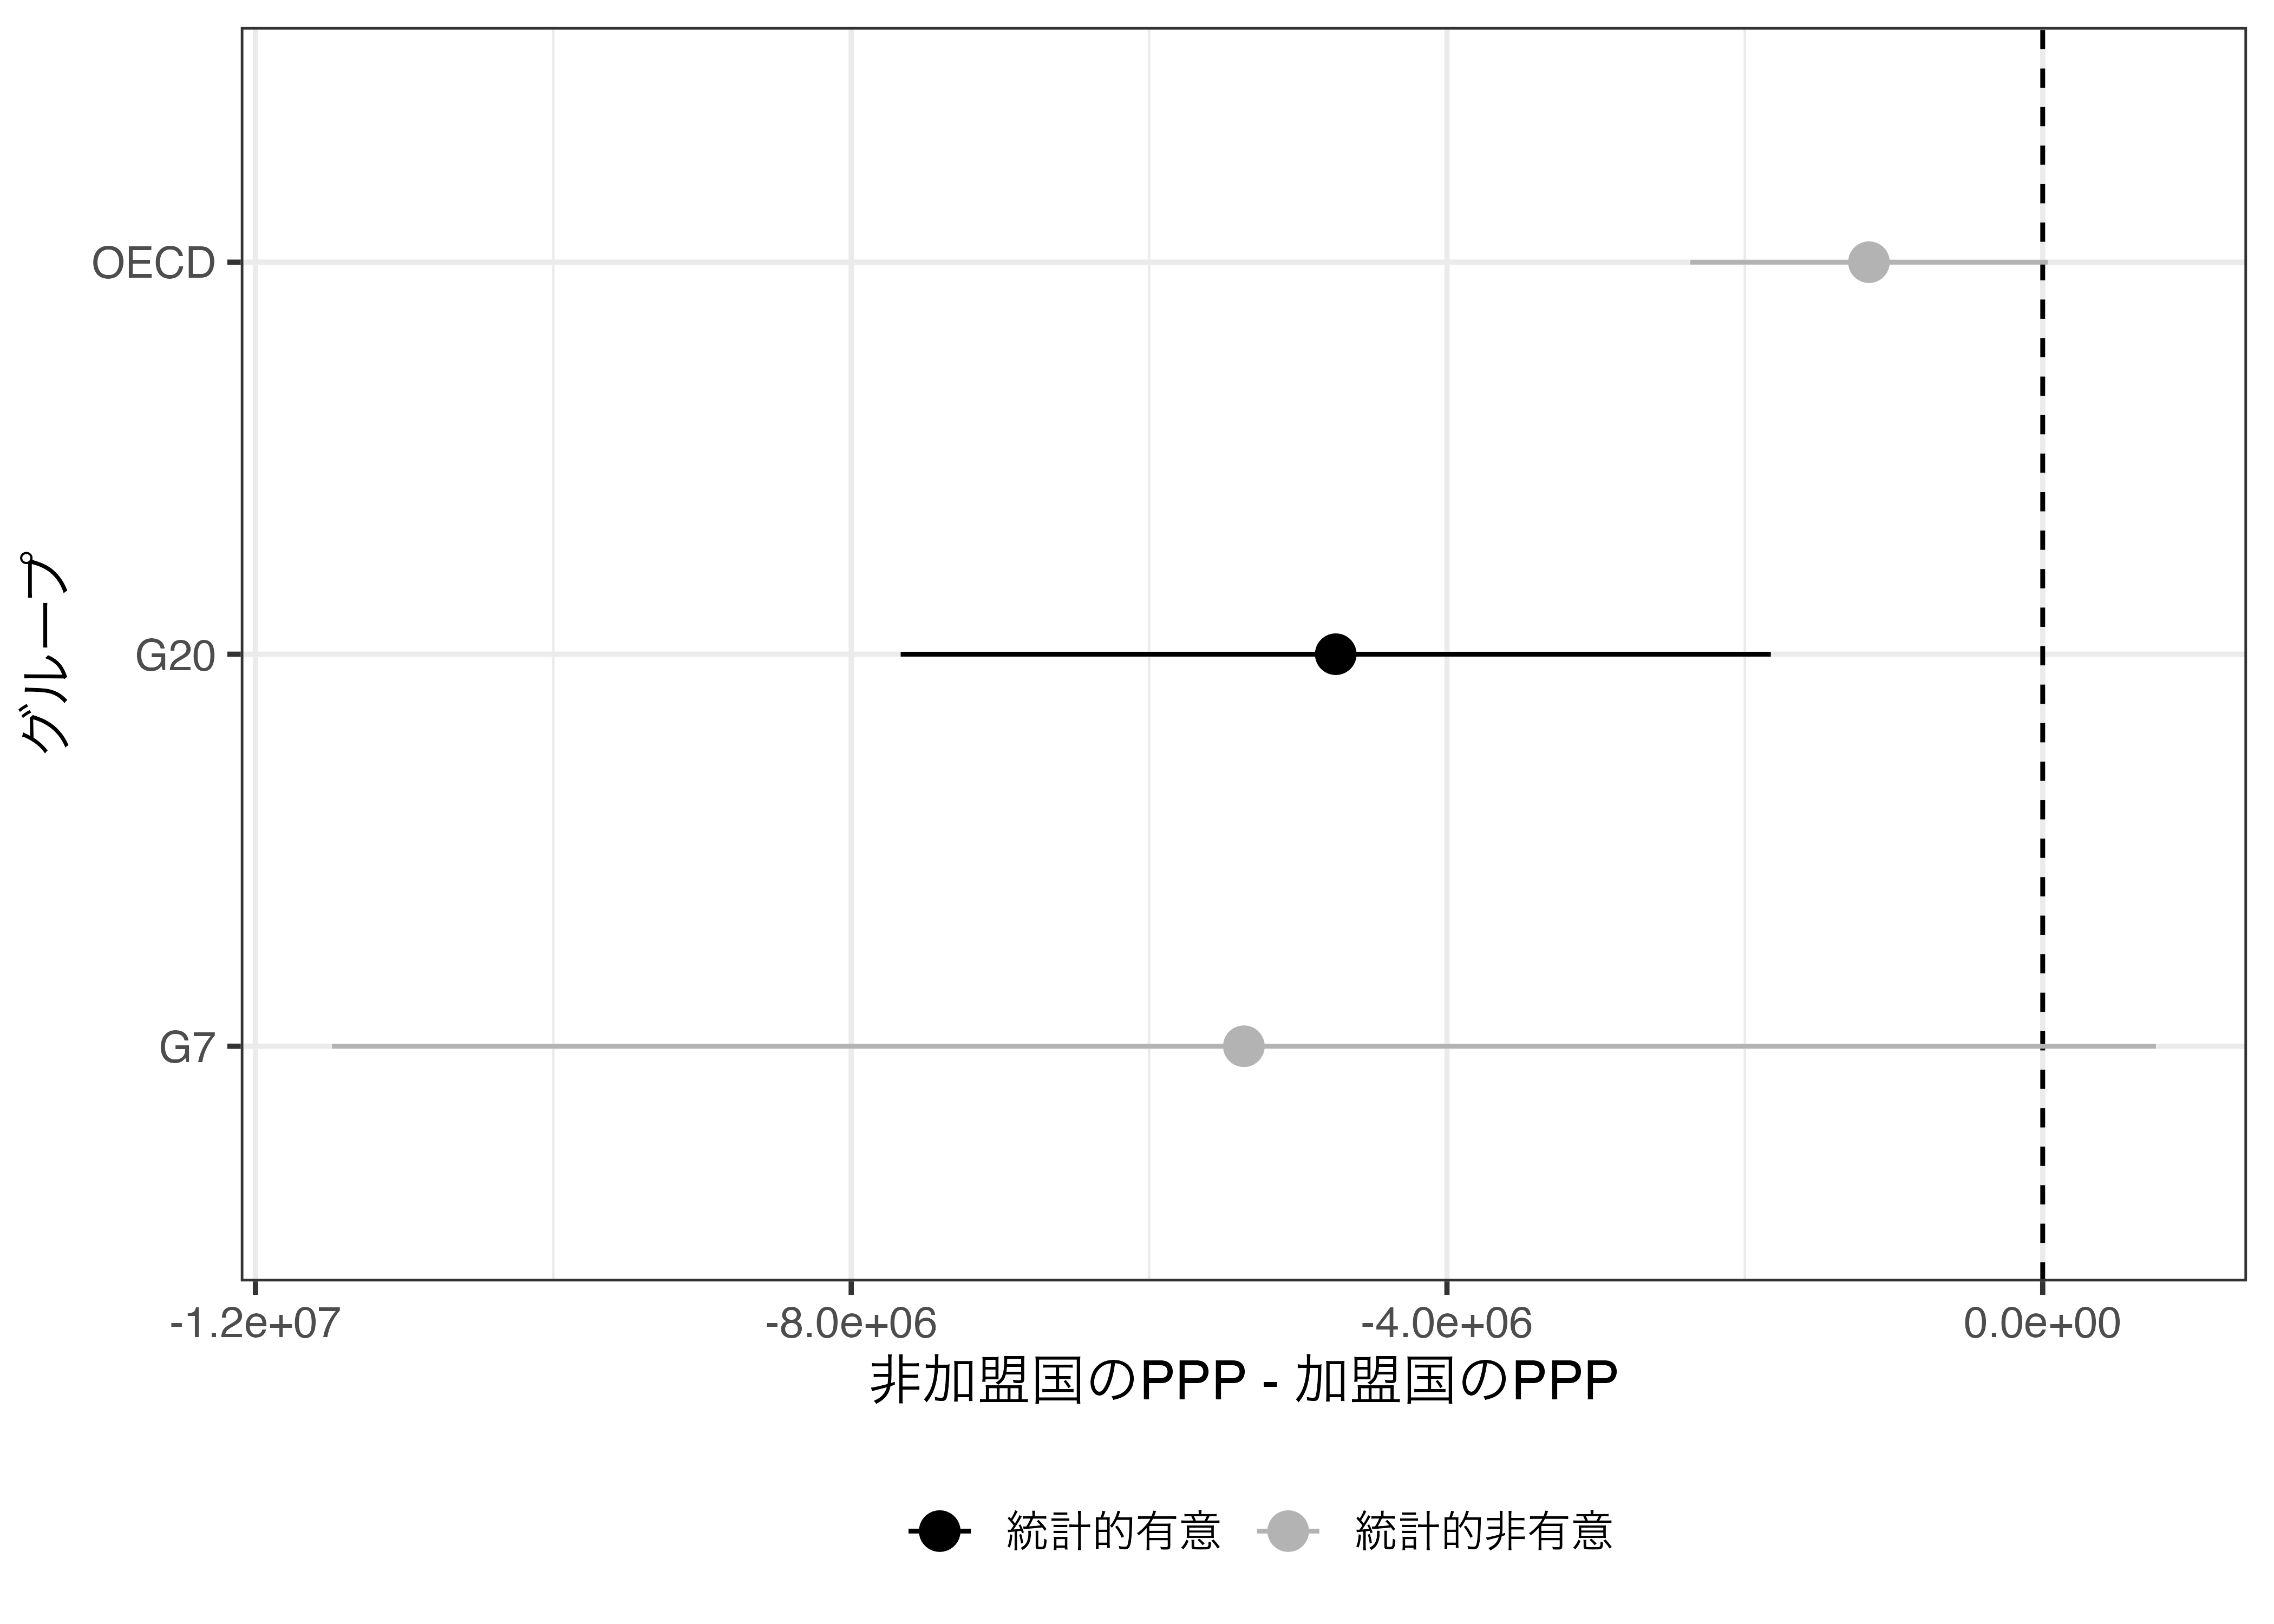 グループ
OECD
G20
G7
-1.2e+07 -8.0e+06 -4.0e+06 0.0e+00
非加盟国のPPP - 加盟国のPPP
統計的有意 統計的非有意